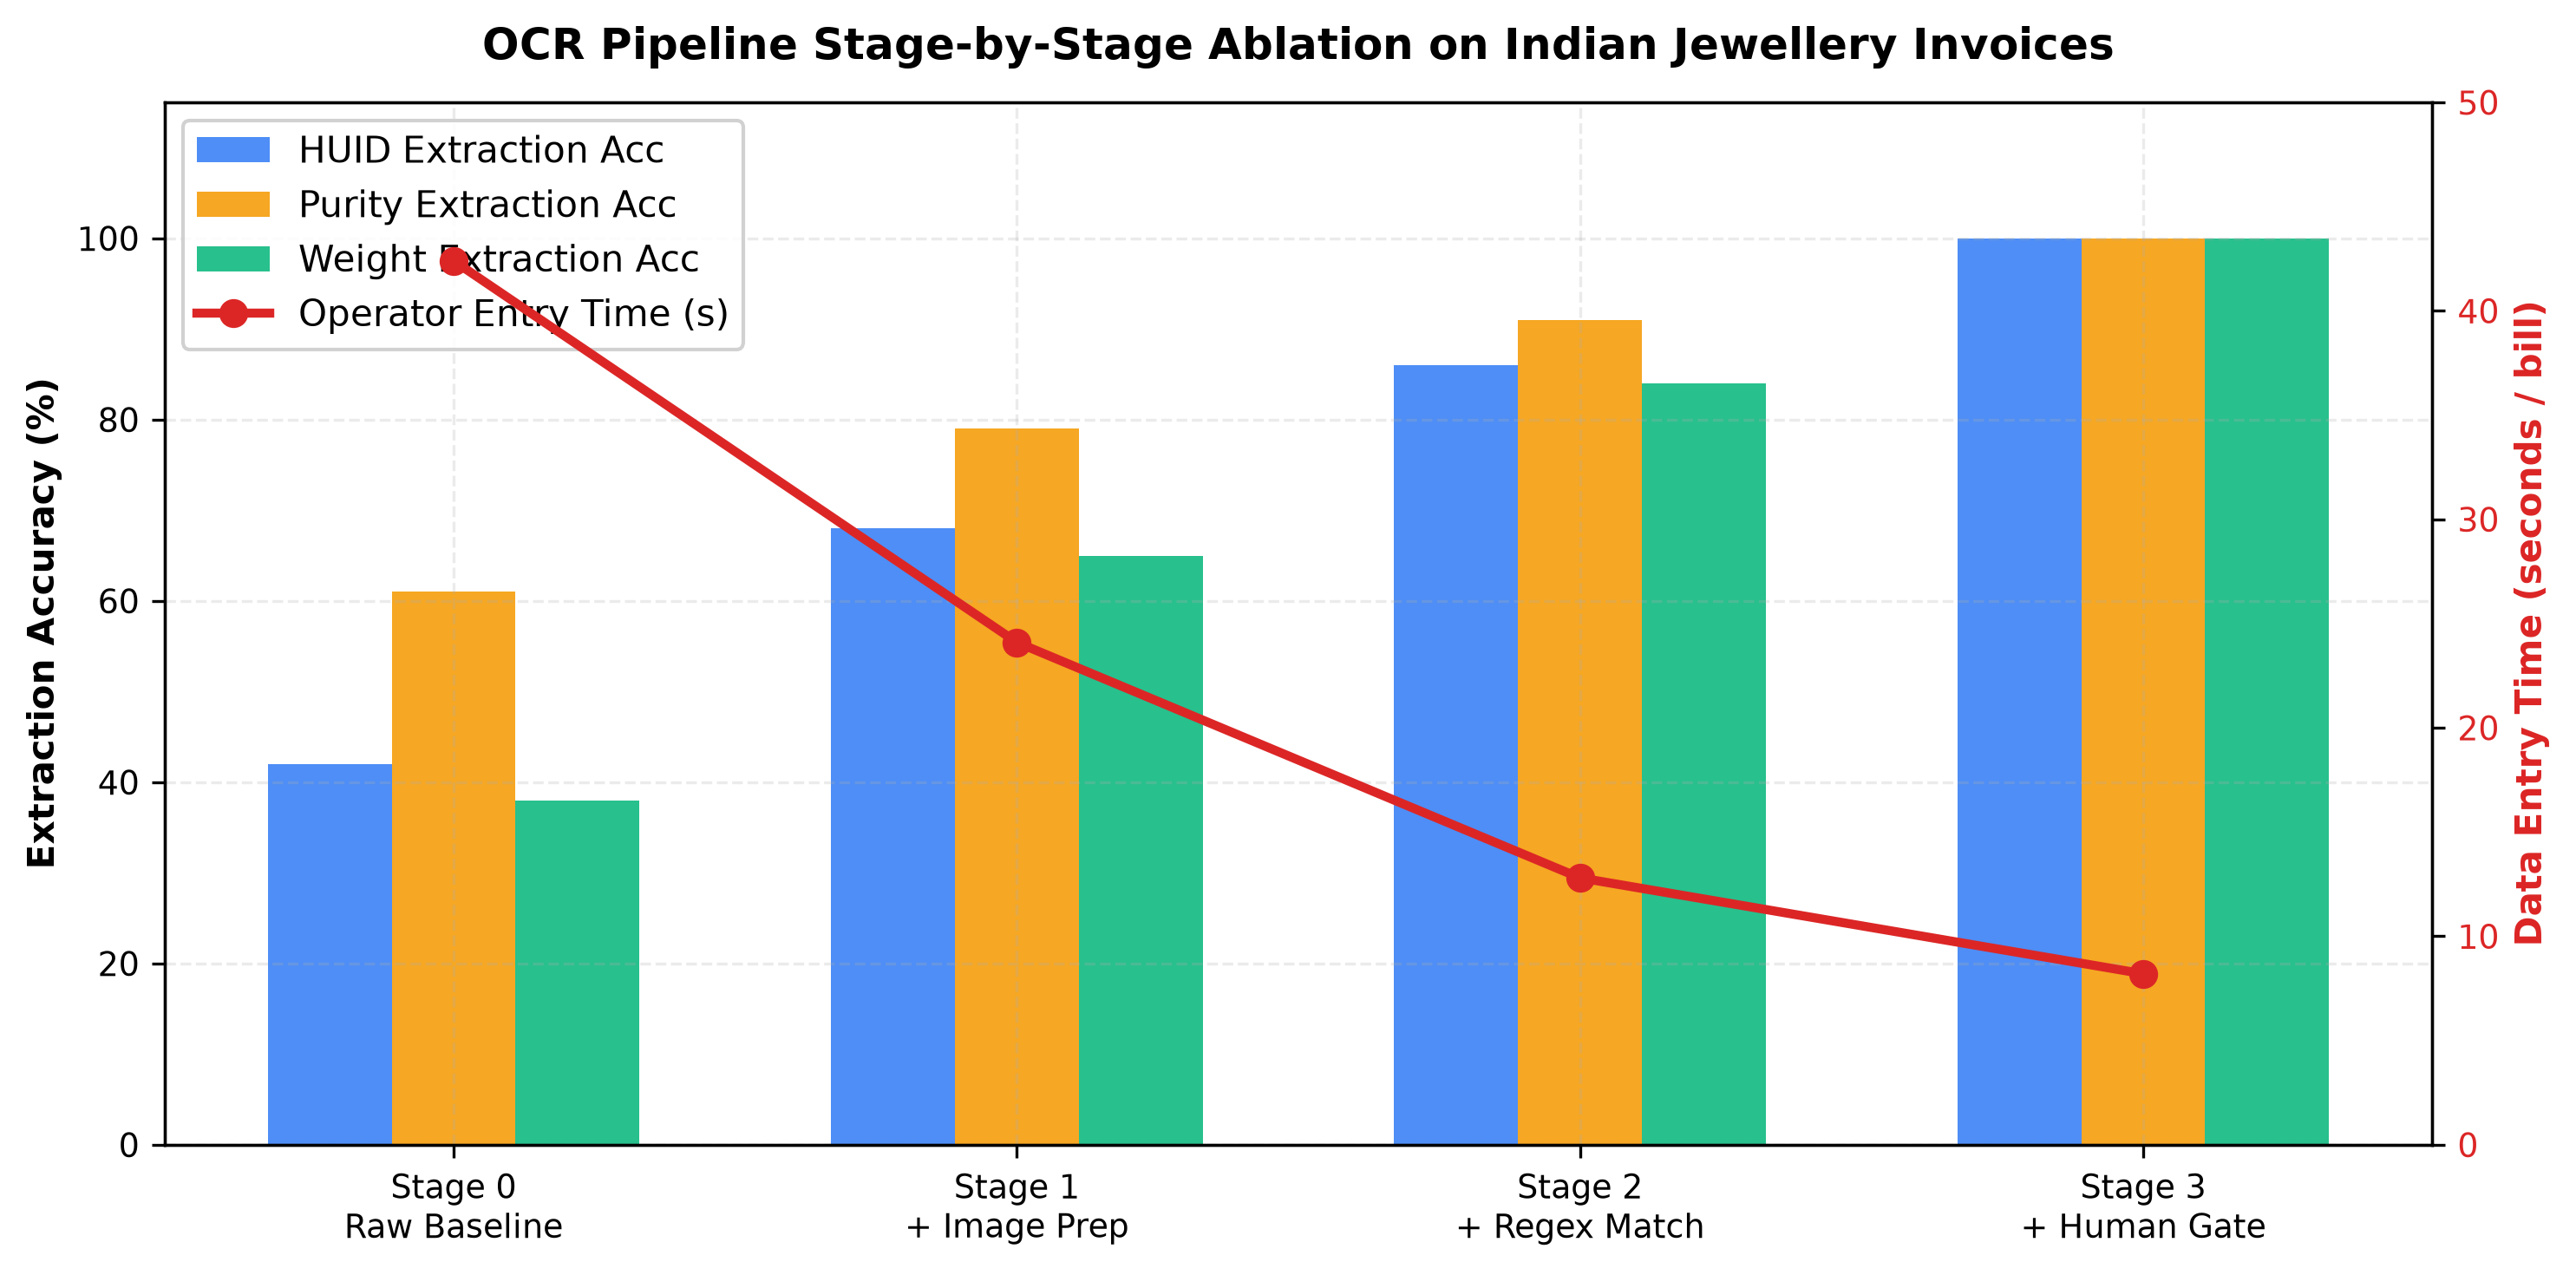 OCR Pipeline Stage-by-Stage Ablation on Indian Jewellery Invoices
HUID Extraction Acc
Purity Extraction Acc
Weight Extraction Acc
Operator Entry Time (s)
Extraction Accuracy (%)
100
80
60
40
20
0
50
40
30
20
10
0
Data Entry Time (seconds / bill)
Stage 0
Raw Baseline
Stage 1
+ Image Prep
Stage 2
+ Regex Match
Stage 3
+ Human Gate